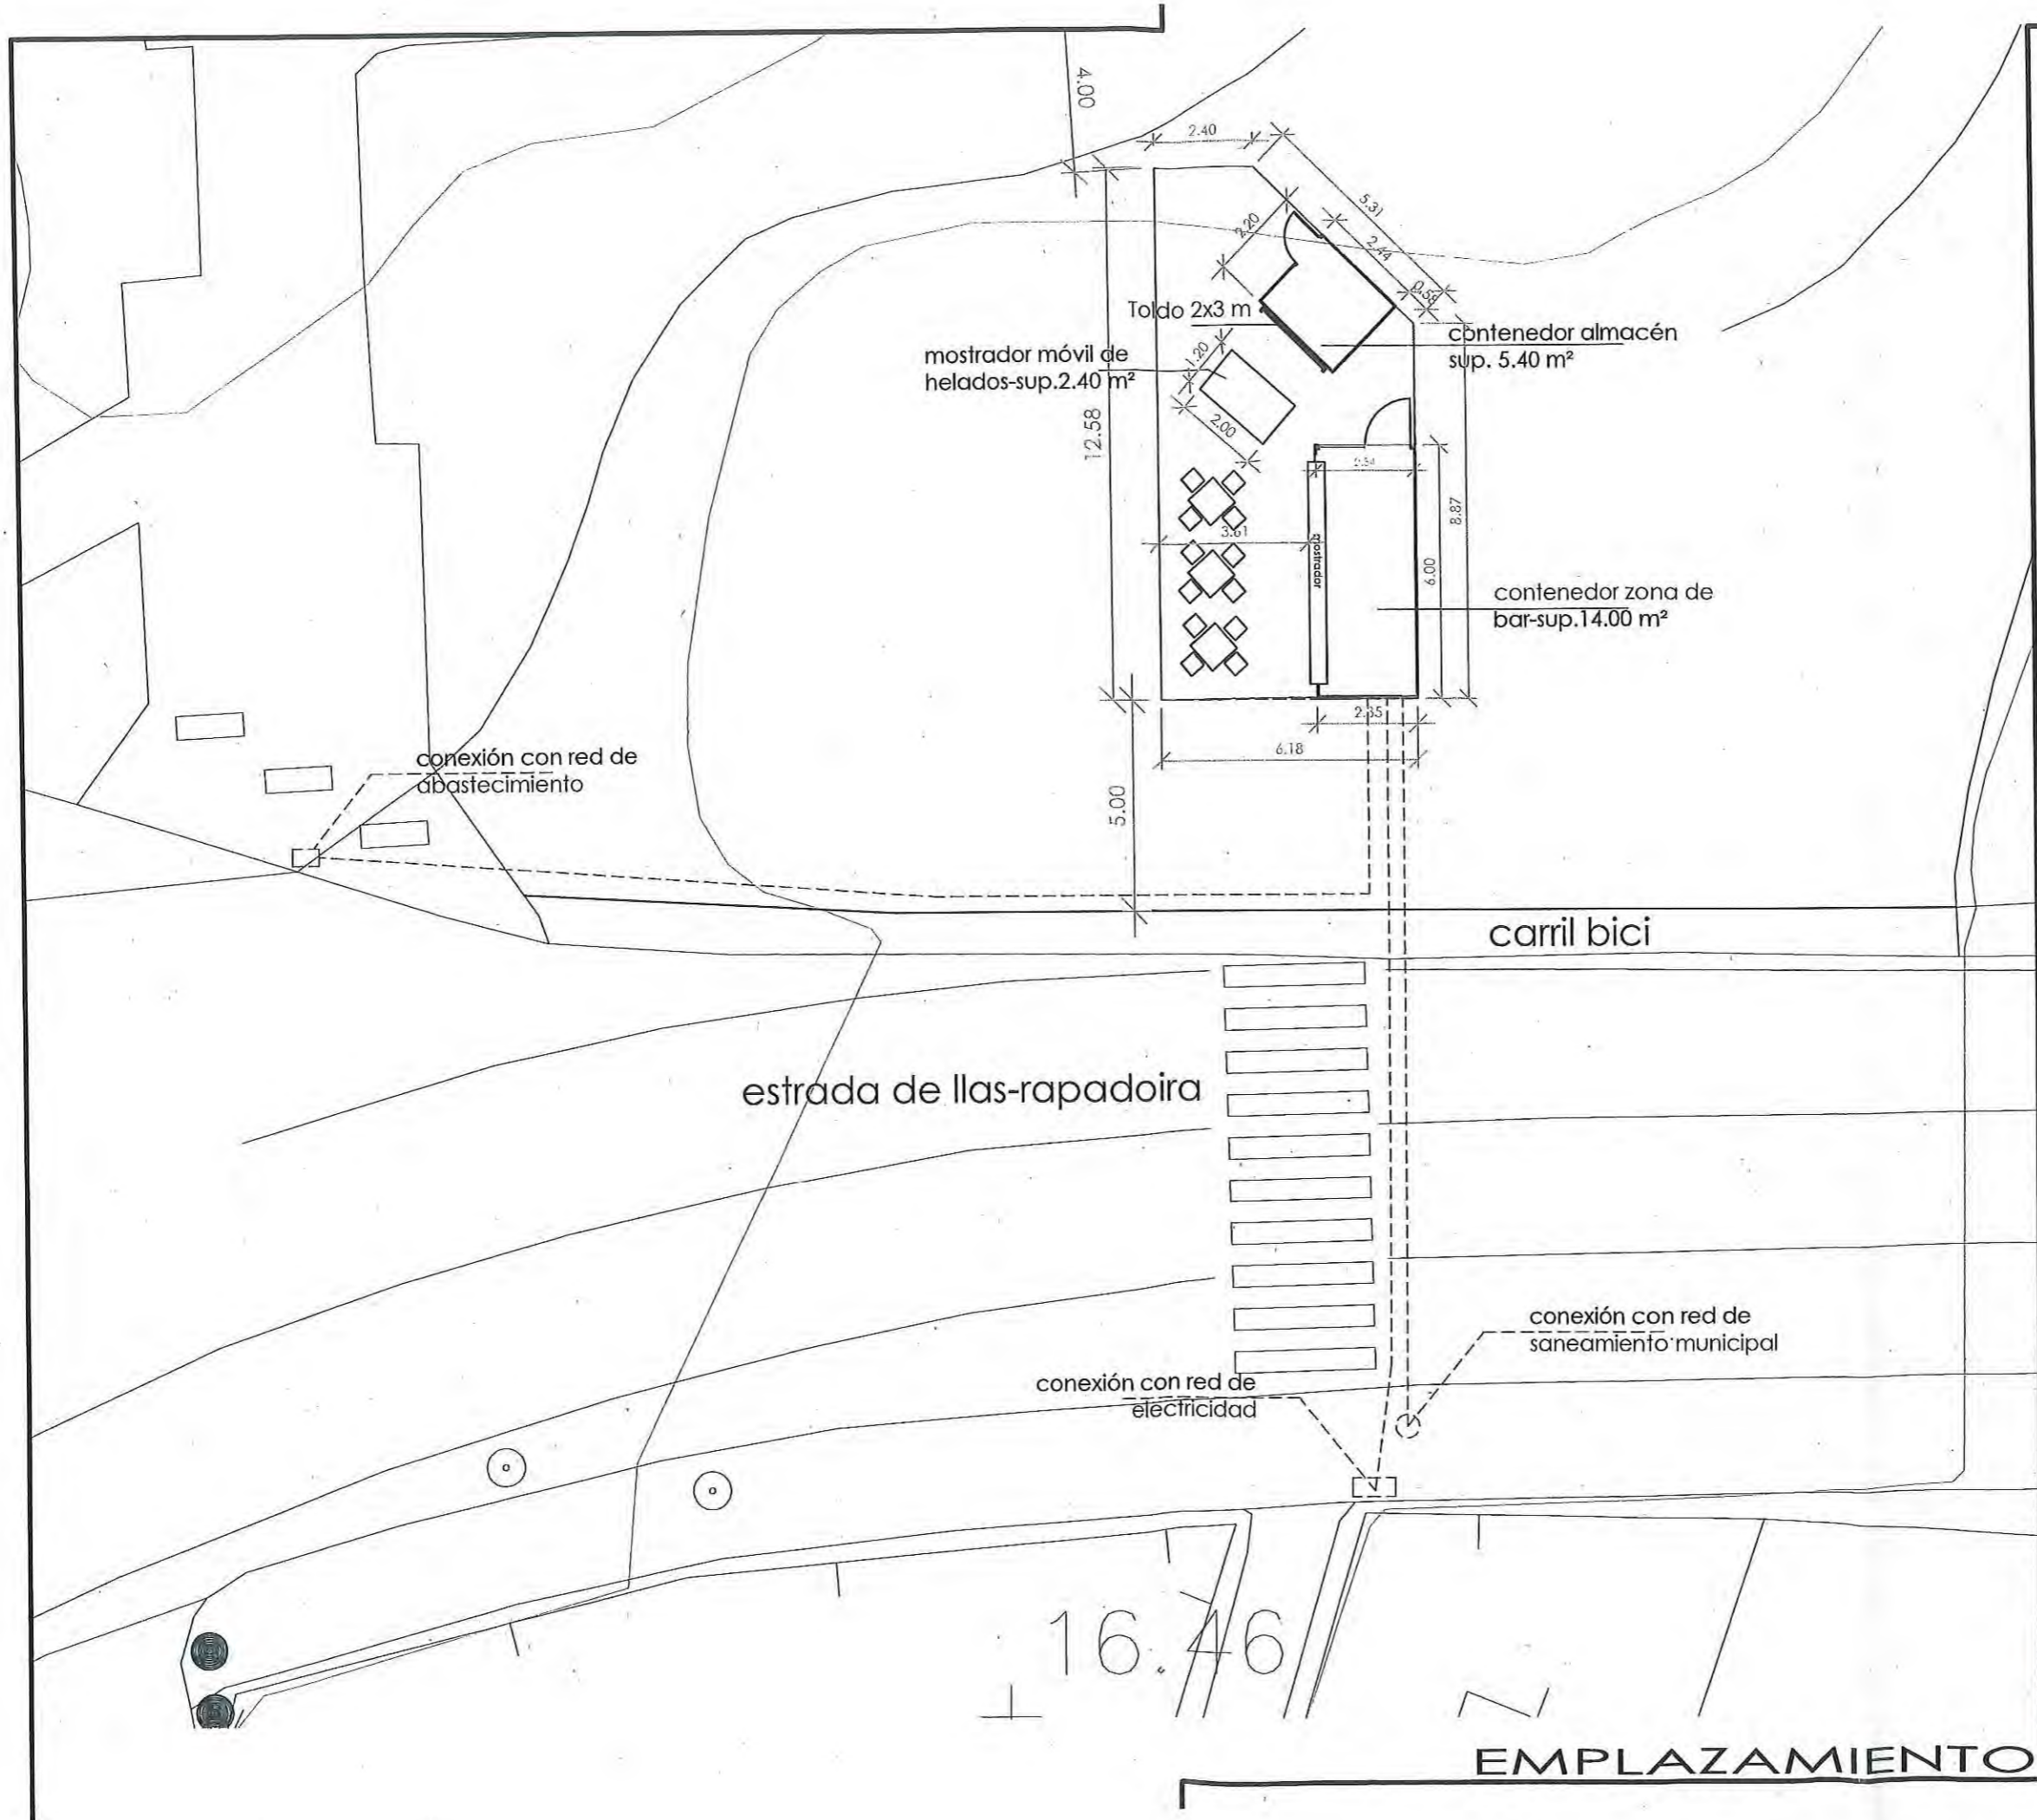 4.00
2.40
5.31
2.20
2.44
0.58
Toldo 2x3 m
contenedor almacén
sup. 5.40 m²
mostrador móvil de
helados-sup.2.40 m²
1.20
2.00
12.58
3.61
mostrador
8.87
6.00
contenedor zona de
bar-sup.14.00 m²
2.35
6.18
5.00
conexión con red de
abastecimiento
carril bici
estrada de llas-rapadoira
conexión con red de
saneamiento municipal
conexión con red de
electricidad
16.46
EMPLAZAMIENTO